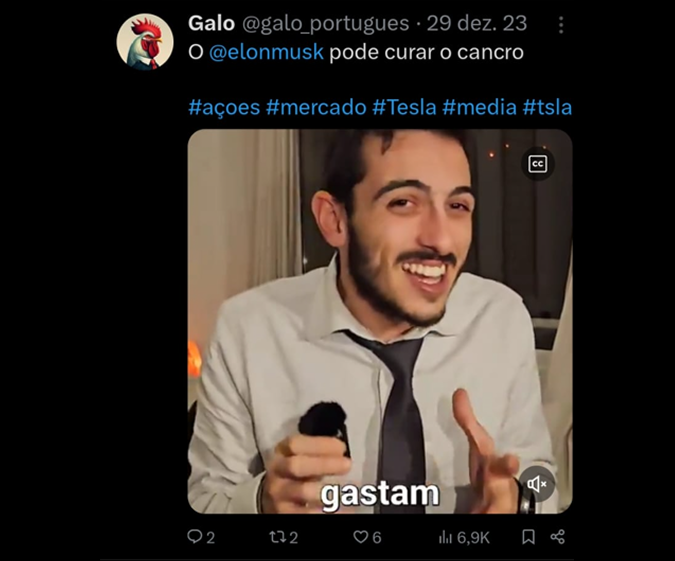 Galo @galo_portugues · 29 dez. 23
O @elonmusk pode curar o cancro
#açoes #mercado #Tesla #media #tsla
CC
gastam
2 2 6 6,9K